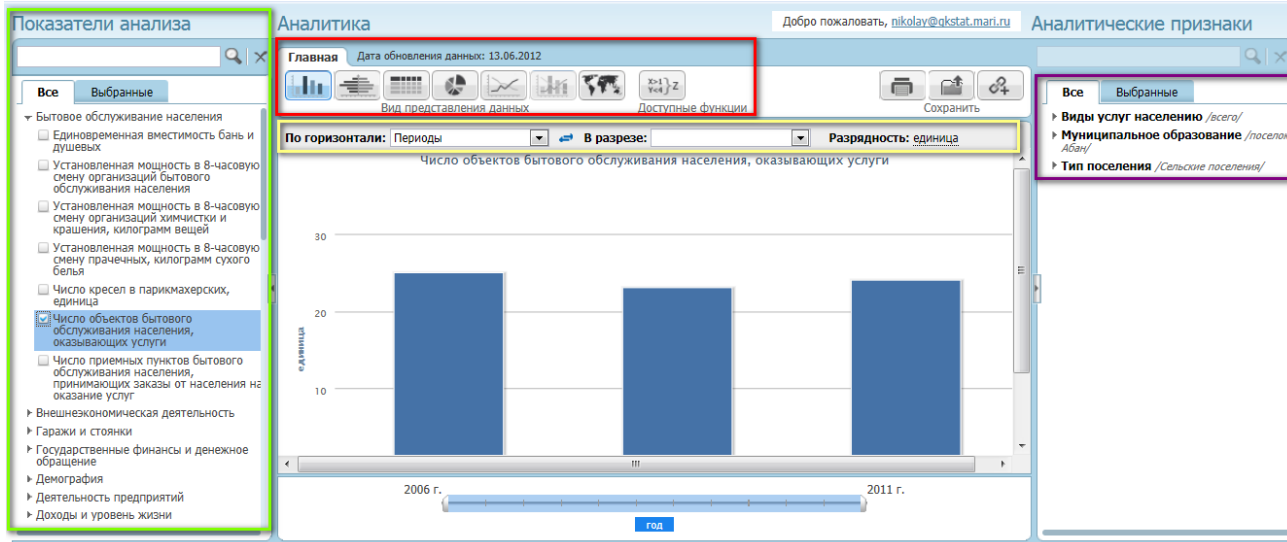 Показатели анализа
Аналитика
Добро пожаловать, nikolay@gkstat.mari.ru
Аналитические признаки
Все
Выбранные
Бытовое обслуживание населения
Единовременная вместимость бань и
душевых
Установленная мощность в 8-часовую
смену организаций бытового
обслуживания населения
Установленная мощность в 8-часовую
смену организаций химчистки и
крашения, килограмм вещей
Установленная мощность в 8-часовую
смену прачечных, килограмм сухого
белья
Число кресел в парикмахерских,
единица
Число объектов бытового
обслуживания населения,
оказывающих услуги
Число приемных пунктов бытового
обслуживания населения,
принимающих заказы от населения на
оказание услуг
Внешнеэкономическая деятельность
Гаражи и стоянки
Государственные финансы и денежное
обращение
Демография
Деятельность предприятий
Доходы и уровень жизни
Главная
Дата обновления данных: 13.06.2012
X>1
Y<4 } Z
Вид представления данных
Доступные функции
Сохранить
По горизонтали: Периоды
В разрезе:
Разрядность: единица
Число объектов бытового обслуживания населения, оказывающих услуги
30
20
10
единица
2006 г.
2011 г.
год
Все
Выбранные
Виды услуг населению /всего/
Муниципальное образование /поселок
Абан/
Тип поселения /Сельские поселения/